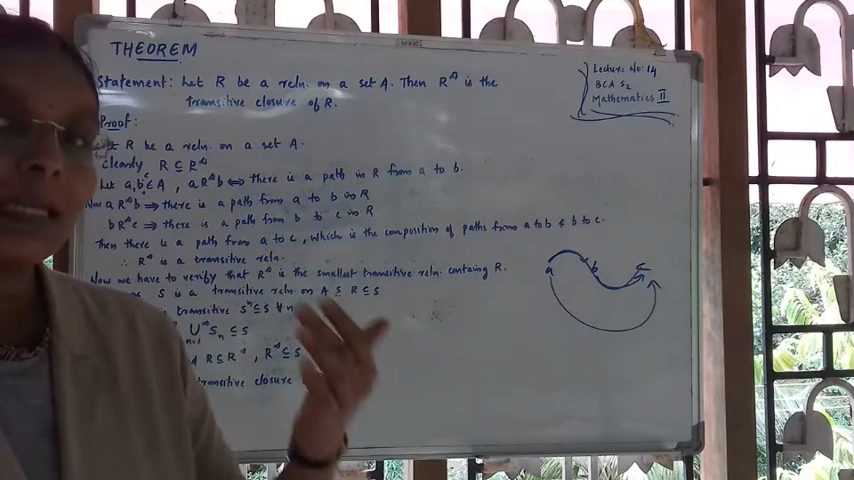 THEOREM
Statement: Let R be a reln. on a set A. Then R^∞ is the
transitive closure of R.
Lecture No: 14
BCA S2
Mathematics II
Proof:
R be a reln. on a set A.
clearly R ⊆ R^∞
Let a,b,c ∈ A, a R^∞ b ⟺ there is a path in R from a to b.
Now a R^∞ b ⟹ there is a path from a to b in R
b R^∞ c ⟹ there is a path from b to c in R
Then there is a path from a to c, which is the composition of paths from a to b & b to c.
∴ R^∞ is a transitive reln.
Now we have to verify that R^∞ is the smallest transitive reln. containg R.
S is a transitive reln. on A & R ⊆ S
transitive S^n ⊆ S ∀ n
⊆ S
R ⊆ R^∞, R^∞ ⊆ S
transitive closure
a b c